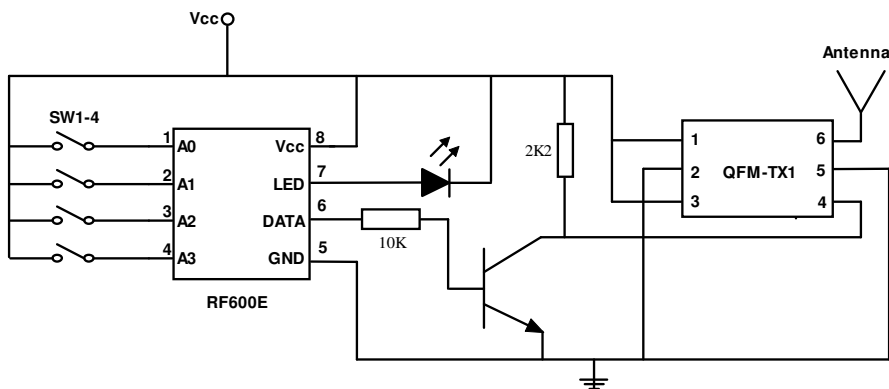 Vcc
Antenna
SW1-4
1 A0 Vcc 8
2 A1 LED 7
3 A2 DATA 6
4 A3 GND 5
RF600E
10K
2K2
1 6
2 QFM-TX1 5
3 4